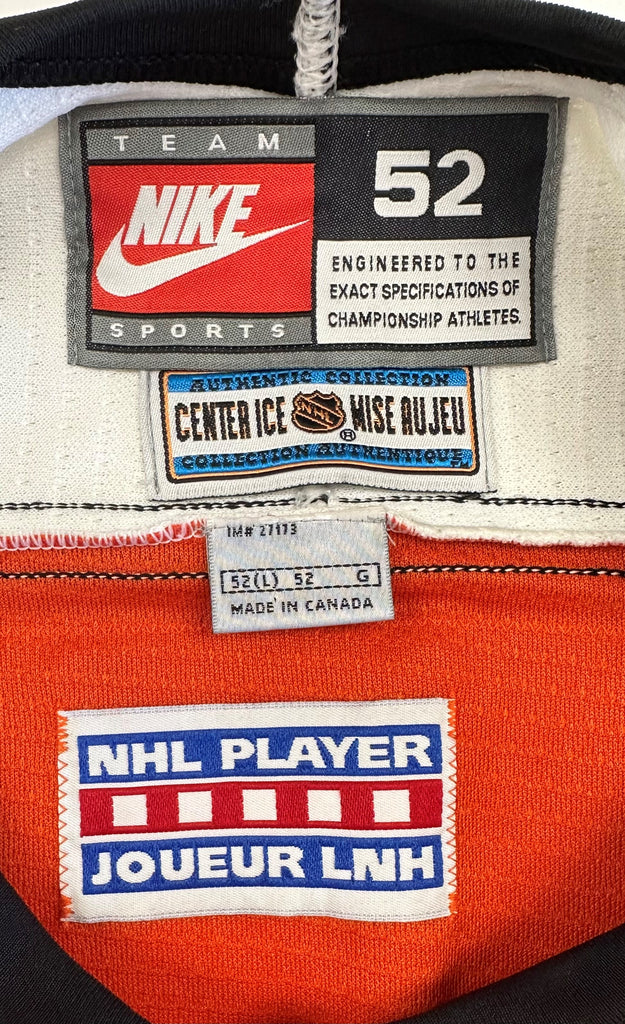 TEAM
NIKE
SPORTS
52
ENGINEERED TO THE
EXACT SPECIFICATIONS OF
CHAMPIONSHIP ATHLETES.
AUTHENTIC COLLECTION
CENTER ICE NHL ® MISE AU JEU
COLLECTION AUTHENTIQUE
IM# 27173
52(L) 52 G
MADE IN CANADA
NHL PLAYER
JOUEUR LNH